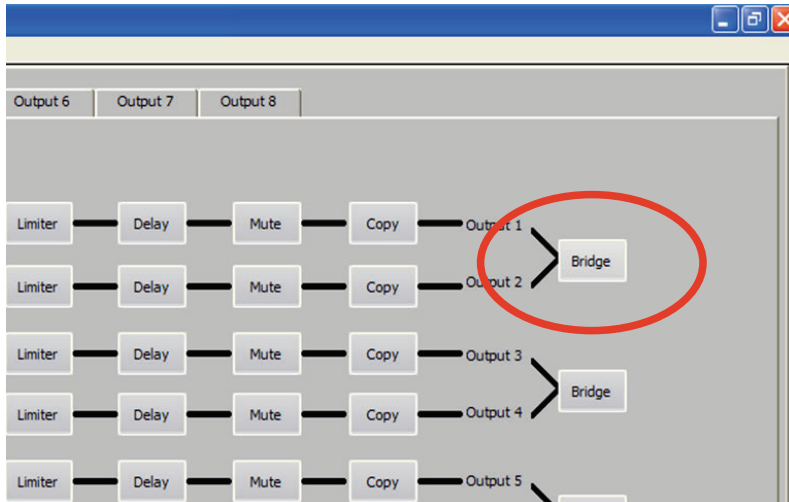 Output 6 Output 7 Output 8
Limiter Delay Mute Copy Output 1
Bridge
Limiter Delay Mute Copy Output 2
Limiter Delay Mute Copy Output 3
Bridge
Limiter Delay Mute Copy Output 4
Limiter Delay Mute Copy Output 5